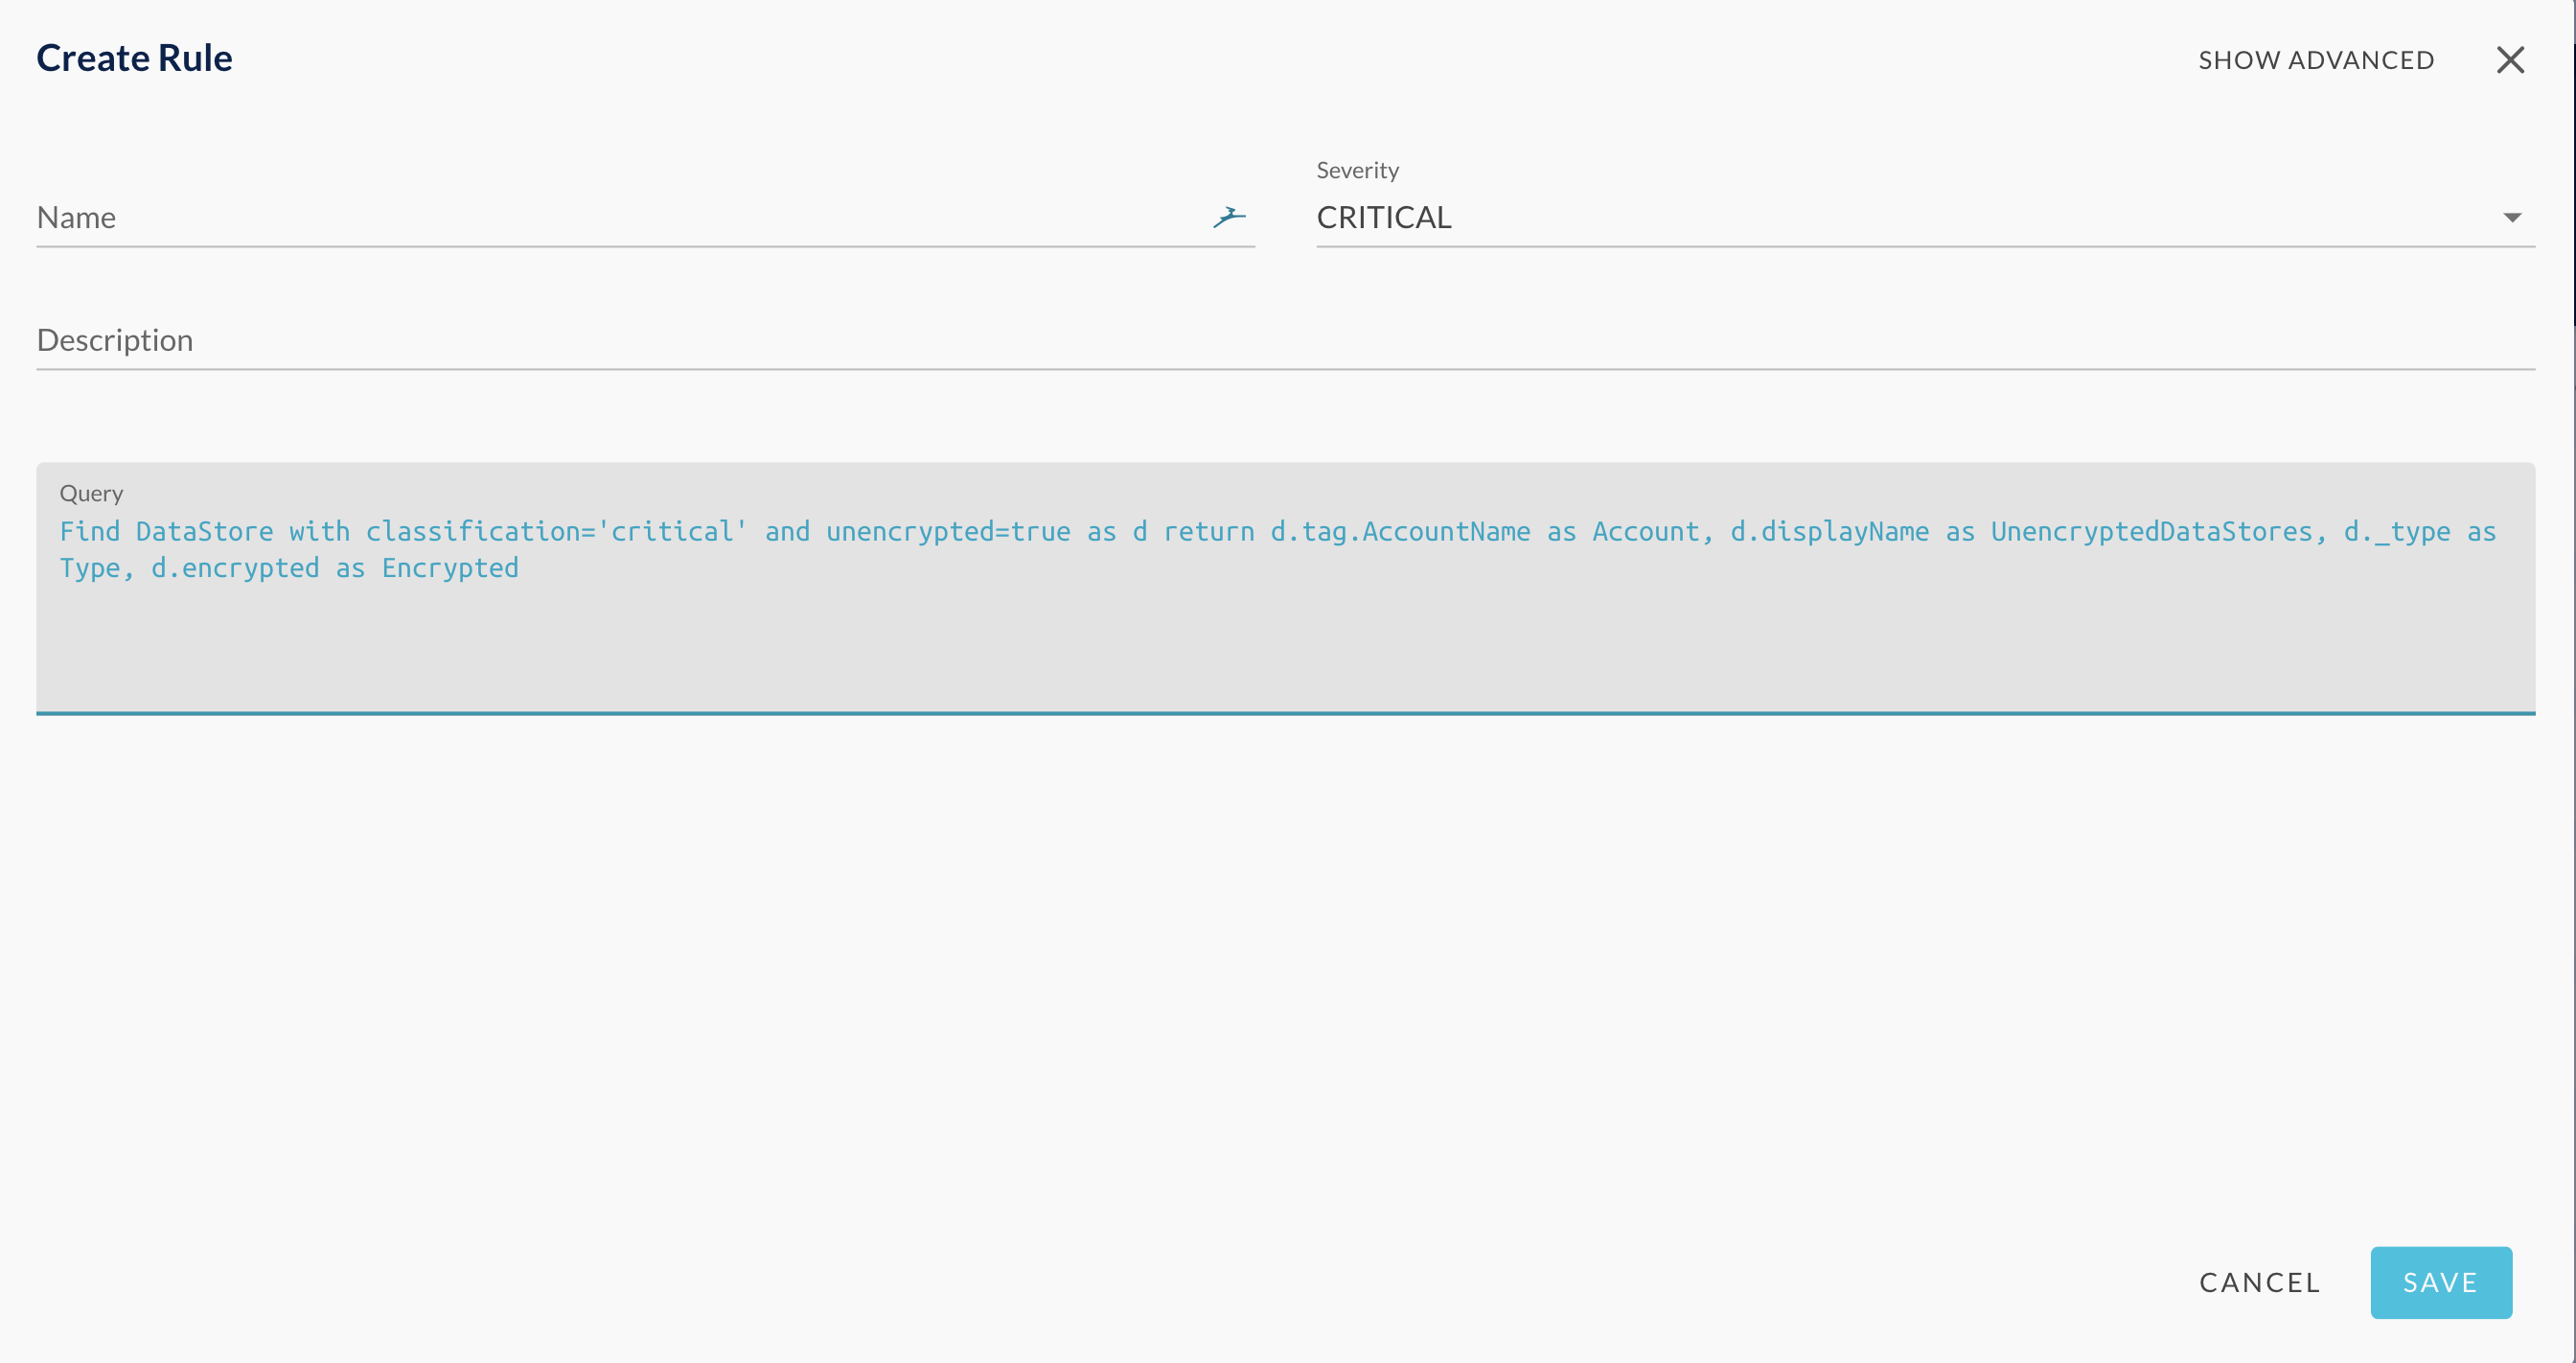 Create Rule
SHOW ADVANCED
Name
Severity
CRITICAL
Description
Query
Find DataStore with classification='critical' and unencrypted=true as d return d.tag.AccountName as Account, d.displayName as UnencryptedDataStores, d._type as
Type, d.encrypted as Encrypted
CANCEL
SAVE